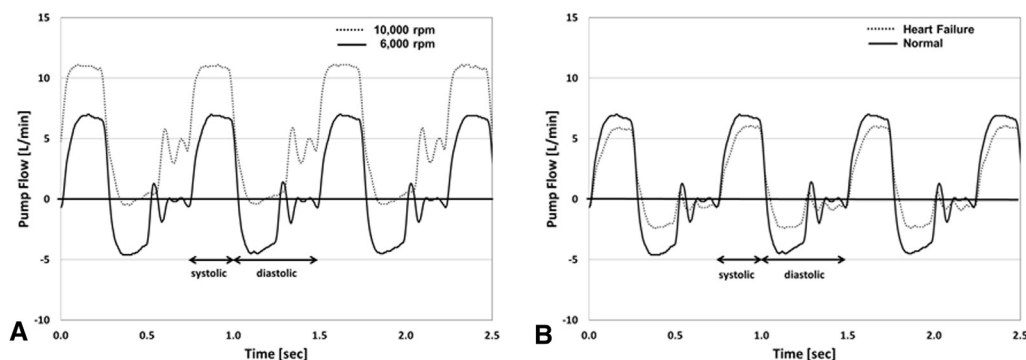 15
10
5
0
-5
-10
Pump Flow [L/min]
10,000 rpm
6,000 rpm
systolic
diastolic
0.0 0.5 1.0 1.5 2.0 2.5
Time [sec]
A
15
10
5
0
-5
-10
Pump Flow [L/min]
Heart Failure
Normal
systolic
diastolic
0.0 0.5 1.0 1.5 2.0 2.5
Time [sec]
B